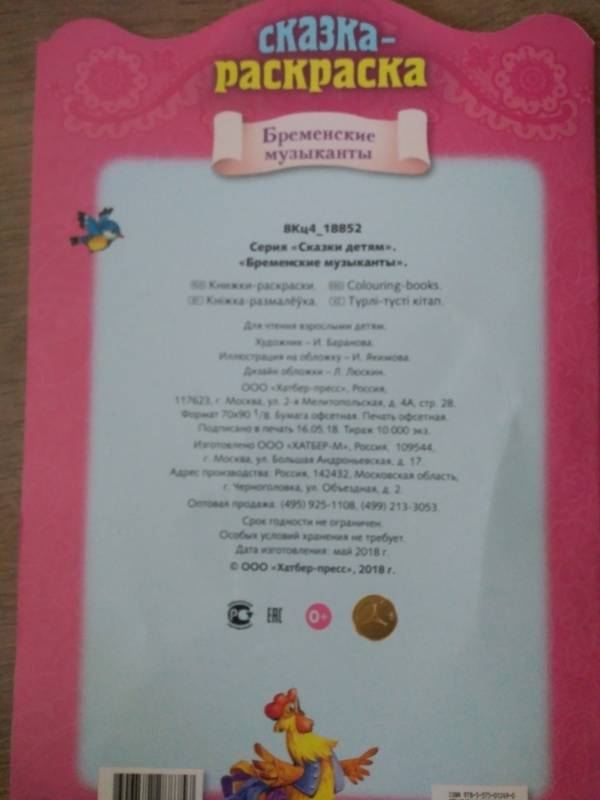 сказка-
раскраска
Бременские
музыканты
8Кц4_18852
Серия «Сказки детям».
«Бременские музыканты».
Книжки-раскраски. Colouring-books.
Кніжка-размалёўка. Түрлі-түсті кітап.
Для чтения взрослыми детям.
Художник – И. Баранова.
Иллюстрация на обложку – И. Якимова.
Дизайн обложки – Л. Люскин.
ООО «Хатбер-пресс», Россия,
117623, г. Москва, ул. 2-я Мелитопольская, д. 4А, стр. 28.
Формат 70x90 1/8. Бумага офсетная. Печать офсетная.
Подписано в печать 16.05.18. Тираж 10 000 экз.
Изготовлено ООО «ХАТБЕР-М», Россия, 109544,
г. Москва, ул. Большая Андроньевская, д. 17.
Адрес производства: Россия, 142432, Московская область,
г. Черноголовка, ул. Объездная, д. 2.
Оптовая продажа: (495) 925-1108, (499) 213-3053.
Срок годности не ограничен.
Особых условий хранения не требует.
Дата изготовления: май 2018 г.
© ООО «Хатбер-пресс», 2018 г.
РСТ ЕАС 0+